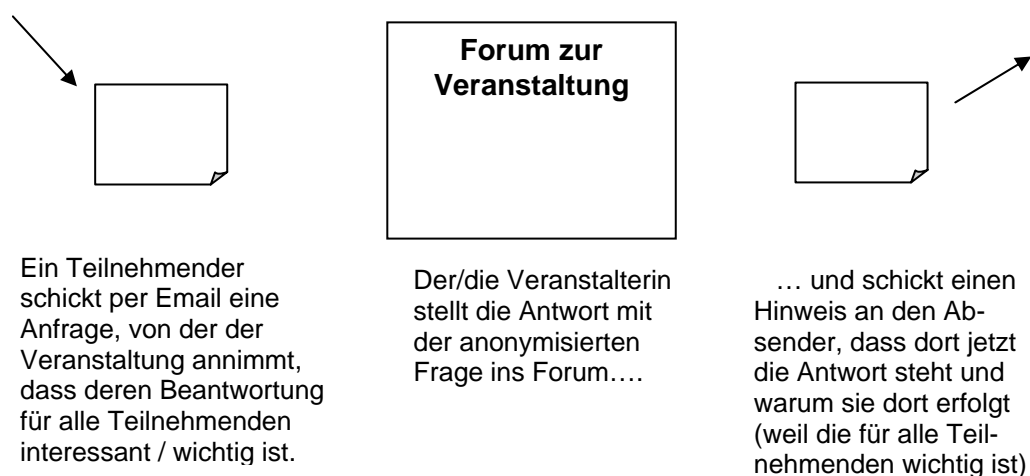 Forum zur
Veranstaltung
Ein Teilnehmender
schickt per Email eine
Anfrage, von der der
Veranstaltung annimmt,
dass deren Beantwortung
für alle Teilnehmenden
interessant / wichtig ist.
Der/die Veranstalterin
stellt die Antwort mit
der anonymisierten
Frage ins Forum….
… und schickt einen
Hinweis an den Ab-
sender, dass dort jetzt
die Antwort steht und
warum sie dort erfolgt
(weil die für alle Teil-
nehmenden wichtig ist)